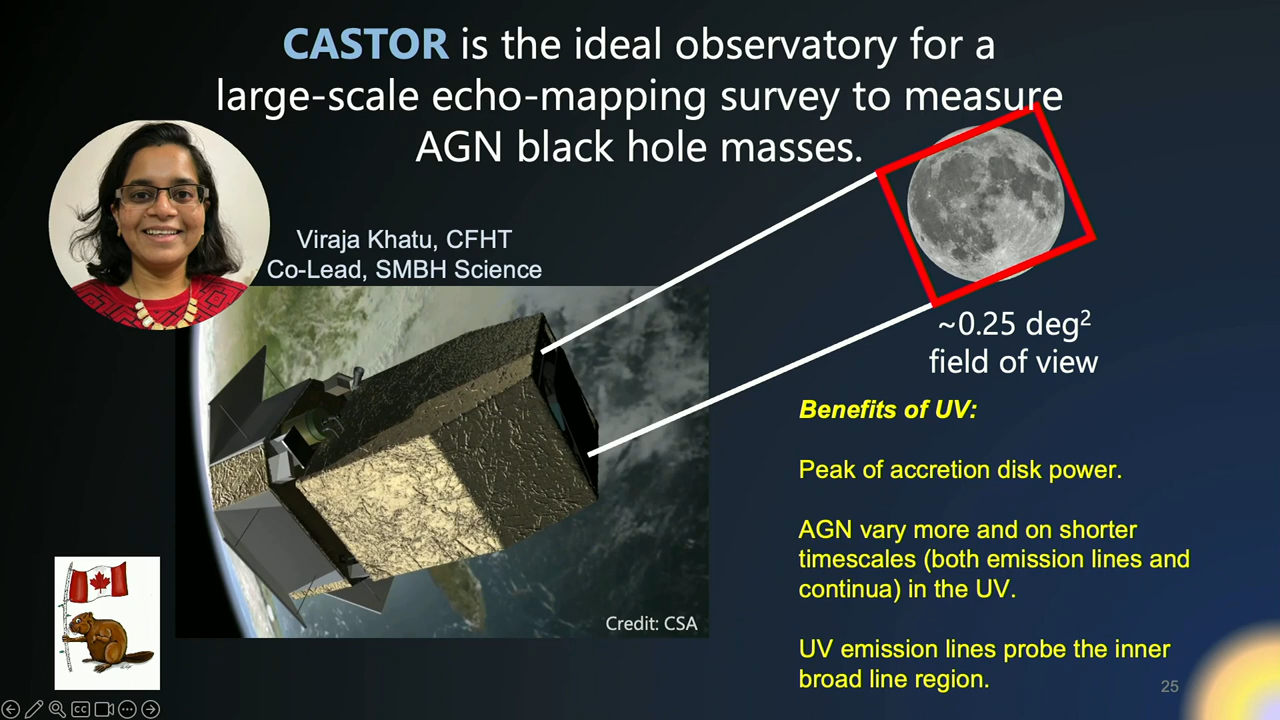 CASTOR is the ideal observatory for a
large-scale echo-mapping survey to measure
AGN black hole masses.
Viraja Khatu, CFHT
Co-Lead, SMBH Science
~0.25 deg²
field of view
Benefits of UV:
Peak of accretion disk power.
AGN vary more and on shorter
timescales (both emission lines and
continua) in the UV.
UV emission lines probe the inner
broad line region.
Credit: CSA
25
CC